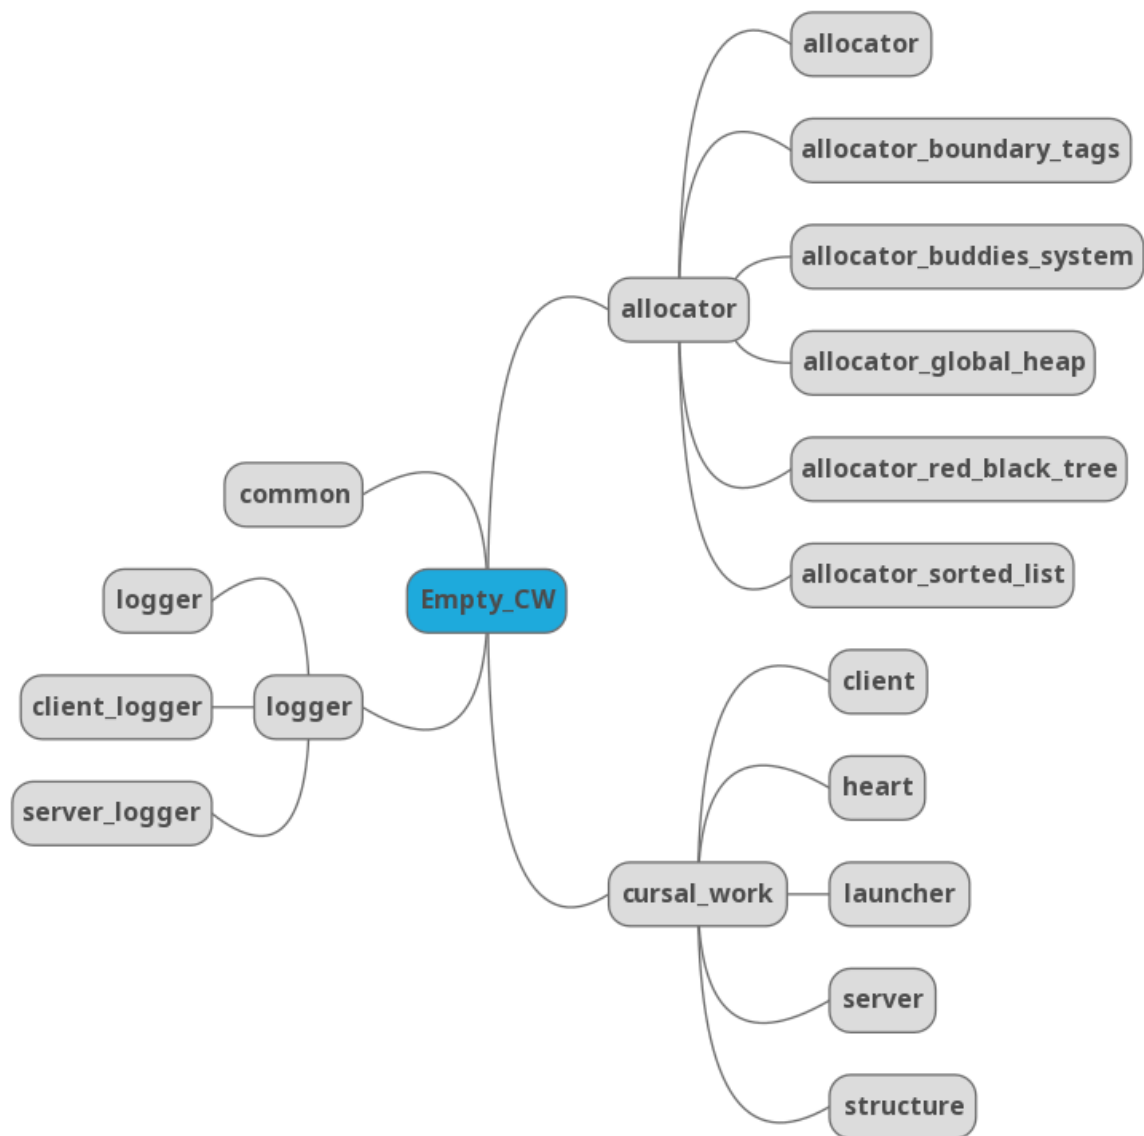 allocator
allocator_boundary_tags
allocator_buddies_system
allocator
allocator_global_heap
allocator_red_black_tree
common
allocator_sorted_list
logger
Empty_CW
client
client_logger
logger
heart
server_logger
cursal_work
launcher
server
structure